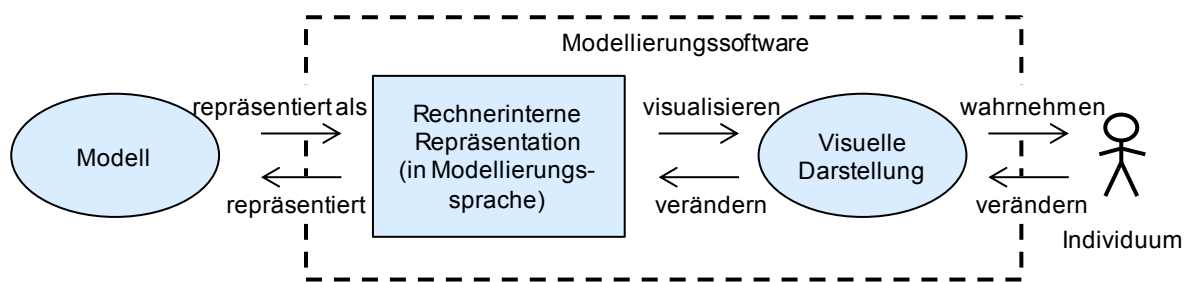 Modellierungssoftware
repräsentiert als
visualisieren
wahrnehmen
Modell
Rechnerinterne
Repräsentation
(in Modellierungs-
sprache)
Visuelle
Darstellung
repräsentiert
verändern
verändern
Individuum